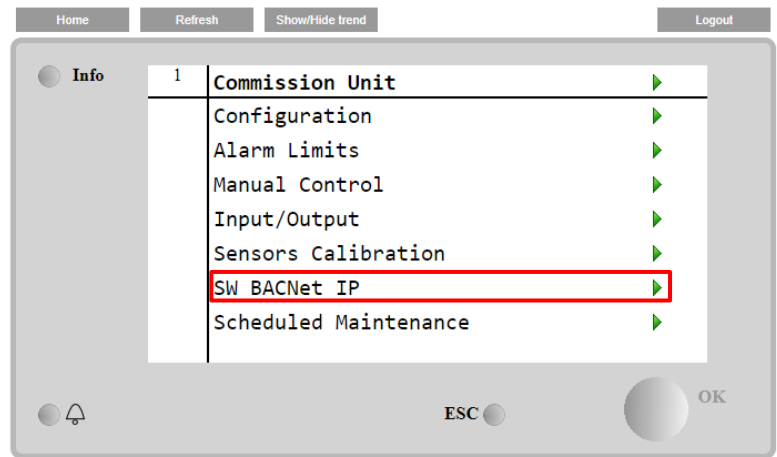 Home Refresh Show/Hide trend Logout
Info 1 Commission Unit
Configuration
Alarm Limits
Manual Control
Input/Output
Sensors Calibration
SW BACNet IP
Scheduled Maintenance
ESC OK